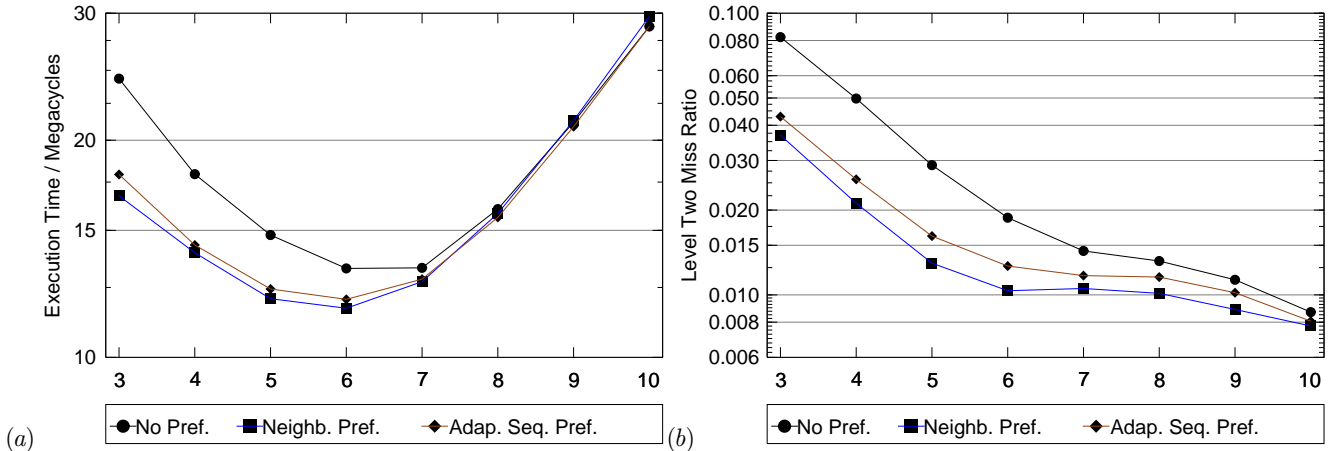 Execution Time / Megacycles
30
20
15
10
3 4 5 6 7 8 9 10
No Pref. Neighb. Pref. Adap. Seq. Pref.
(a)
Level Two Miss Ratio
0.100
0.080
0.060
0.050
0.040
0.030
0.020
0.015
0.010
0.008
0.006
3 4 5 6 7 8 9 10
No Pref. Neighb. Pref. Adap. Seq. Pref.
(b)